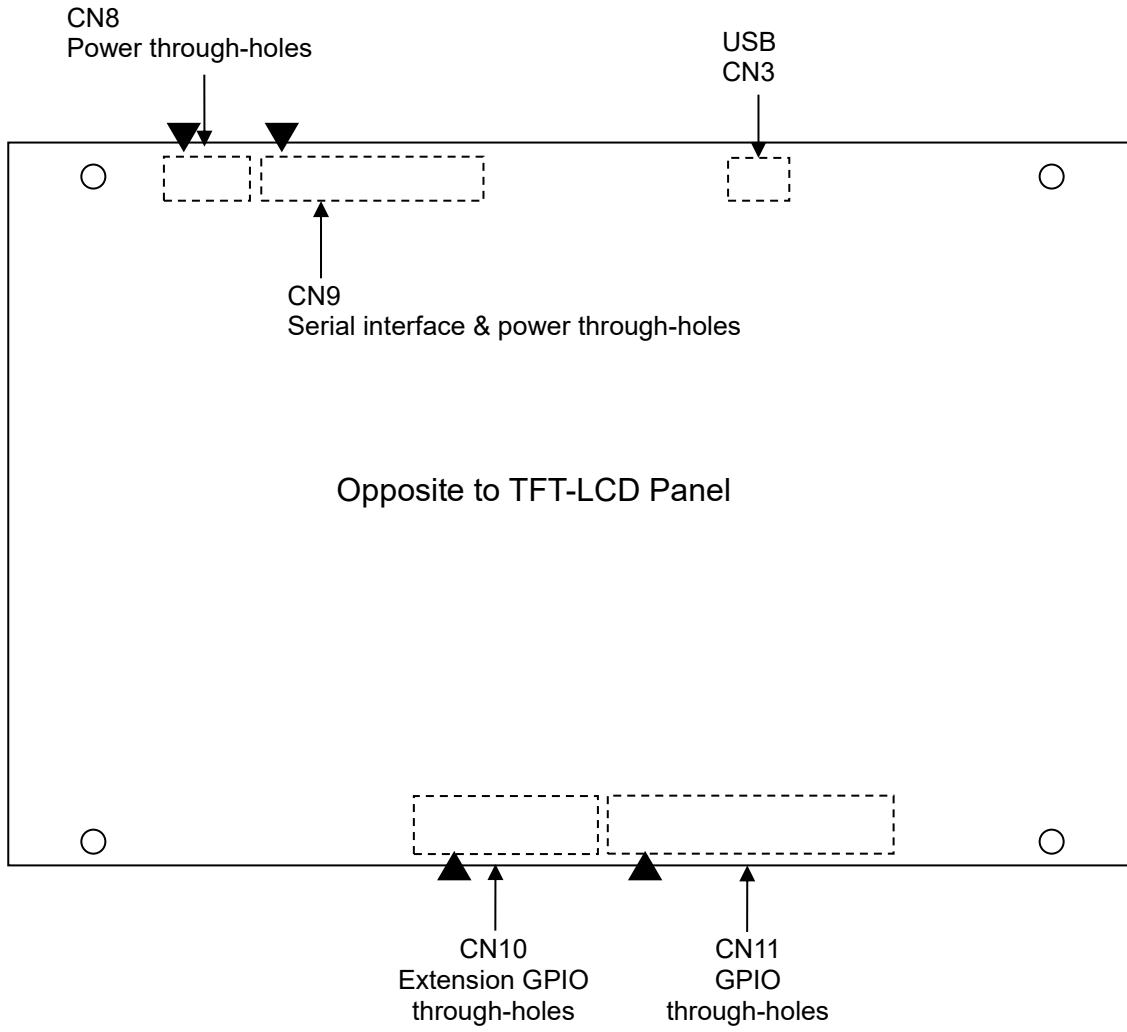 CN8
Power through-holes
USB
CN3
CN9
Serial interface & power through-holes
Opposite to TFT-LCD Panel
CN10
Extension GPIO
through-holes
CN11
GPIO
through-holes